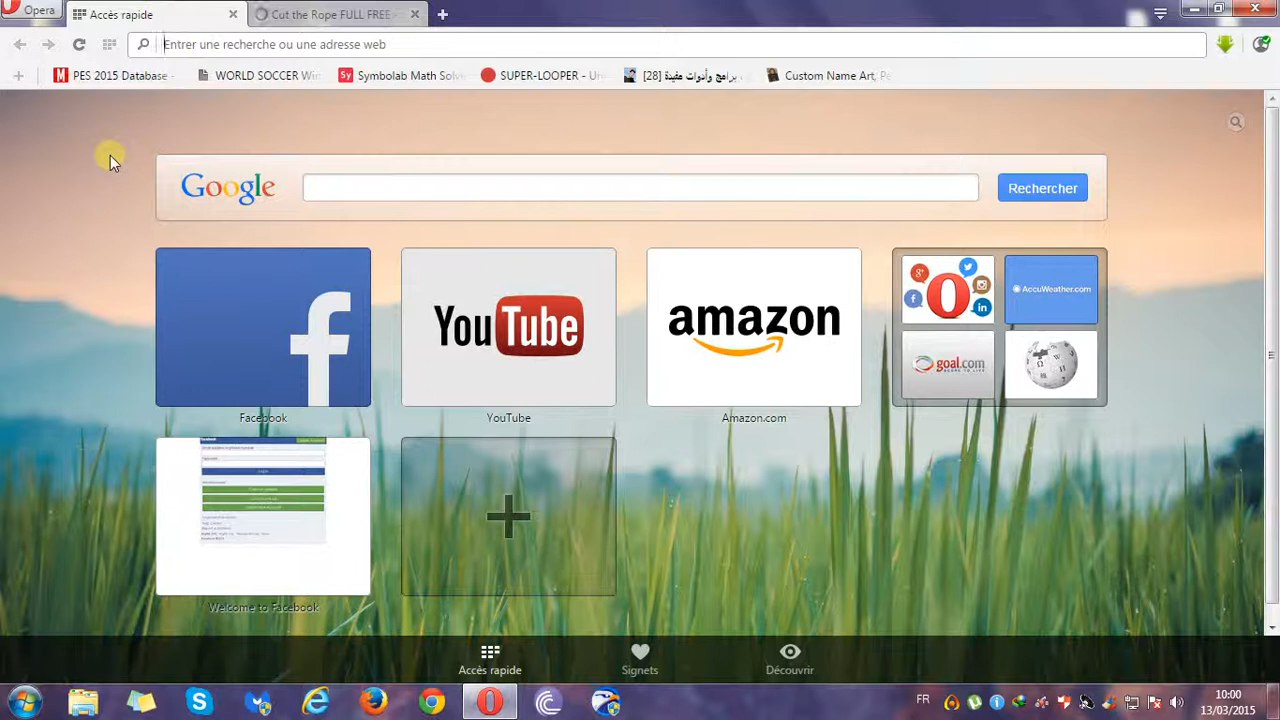 Opera
Accès rapide
Cut the Rope FULL FREE -
Entrer une recherche ou une adresse web
PES 2015 Database -
WORLD SOCCER Wi
Symbolab Math Solv
SUPER-LOOPER - Un
[28] برامج وأدوات مفيدة
Custom Name Art, Pe
Google
Rechercher
f
YouTube
amazon
AccuWeather.com
goal.com
Facebook
YouTube
Amazon.com
Welcome to Facebook
Accès rapide
Signets
Découvrir
FR
10:00
13/03/2015